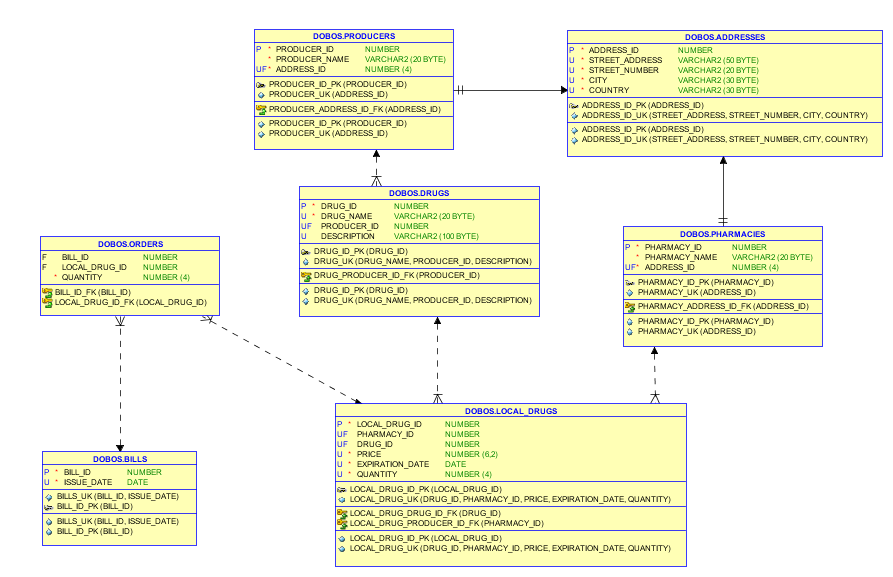 DOBOS.PRODUCERS
P * PRODUCER_ID NUMBER
* PRODUCER_NAME VARCHAR2 (20 BYTE)
UF* ADDRESS_ID NUMBER (4)
PRODUCER_ID_PK (PRODUCER_ID)
PRODUCER_UK (ADDRESS_ID)
PRODUCER_ADDRESS_ID_FK (ADDRESS_ID)
PRODUCER_ID_PK (PRODUCER_ID)
PRODUCER_UK (ADDRESS_ID)
DOBOS.ADDRESSES
P * ADDRESS_ID NUMBER
U * STREET_ADDRESS VARCHAR2 (50 BYTE)
U * STREET_NUMBER VARCHAR2 (20 BYTE)
U * CITY VARCHAR2 (30 BYTE)
U * COUNTRY VARCHAR2 (30 BYTE)
ADDRESS_ID_PK (ADDRESS_ID)
ADDRESS_ID_UK (STREET_ADDRESS, STREET_NUMBER, CITY, COUNTRY)
ADDRESS_ID_PK (ADDRESS_ID)
ADDRESS_ID_UK (STREET_ADDRESS, STREET_NUMBER, CITY, COUNTRY)
DOBOS.DRUGS
P * DRUG_ID NUMBER
U * DRUG_NAME VARCHAR2 (20 BYTE)
UF PRODUCER_ID NUMBER
U DESCRIPTION VARCHAR2 (100 BYTE)
DRUG_ID_PK (DRUG_ID)
DRUG_UK (DRUG_NAME, PRODUCER_ID, DESCRIPTION)
DRUG_PRODUCER_ID_FK (PRODUCER_ID)
DRUG_ID_PK (DRUG_ID)
DRUG_UK (DRUG_NAME, PRODUCER_ID, DESCRIPTION)
DOBOS.ORDERS
F BILL_ID NUMBER
F LOCAL_DRUG_ID NUMBER
* QUANTITY NUMBER (4)
BILL_ID_FK (BILL_ID)
LOCAL_DRUG_ID_FK (LOCAL_DRUG_ID)
DOBOS.PHARMACIES
P * PHARMACY_ID NUMBER
* PHARMACY_NAME VARCHAR2 (20 BYTE)
UF* ADDRESS_ID NUMBER (4)
PHARMACY_ID_PK (PHARMACY_ID)
PHARMACY_UK (ADDRESS_ID)
PHARMACY_ADDRESS_ID_FK (ADDRESS_ID)
PHARMACY_ID_PK (PHARMACY_ID)
PHARMACY_UK (ADDRESS_ID)
DOBOS.LOCAL_DRUGS
P * LOCAL_DRUG_ID NUMBER
UF PHARMACY_ID NUMBER
UF DRUG_ID NUMBER
U * PRICE NUMBER (6,2)
U * EXPIRATION_DATE DATE
U * QUANTITY NUMBER (4)
LOCAL_DRUG_ID_PK (LOCAL_DRUG_ID)
LOCAL_DRUG_UK (DRUG_ID, PHARMACY_ID, PRICE, EXPIRATION_DATE, QUANTITY)
LOCAL_DRUG_DRUG_ID_FK (DRUG_ID)
LOCAL_DRUG_PRODUCER_ID_FK (PHARMACY_ID)
LOCAL_DRUG_ID_PK (LOCAL_DRUG_ID)
LOCAL_DRUG_UK (DRUG_ID, PHARMACY_ID, PRICE, EXPIRATION_DATE, QUANTITY)
DOBOS.BILLS
P * BILL_ID NUMBER
U * ISSUE_DATE DATE
BILLS_UK (BILL_ID, ISSUE_DATE)
BILL_ID_PK (BILL_ID)
BILLS_UK (BILL_ID, ISSUE_DATE)
BILL_ID_PK (BILL_ID)